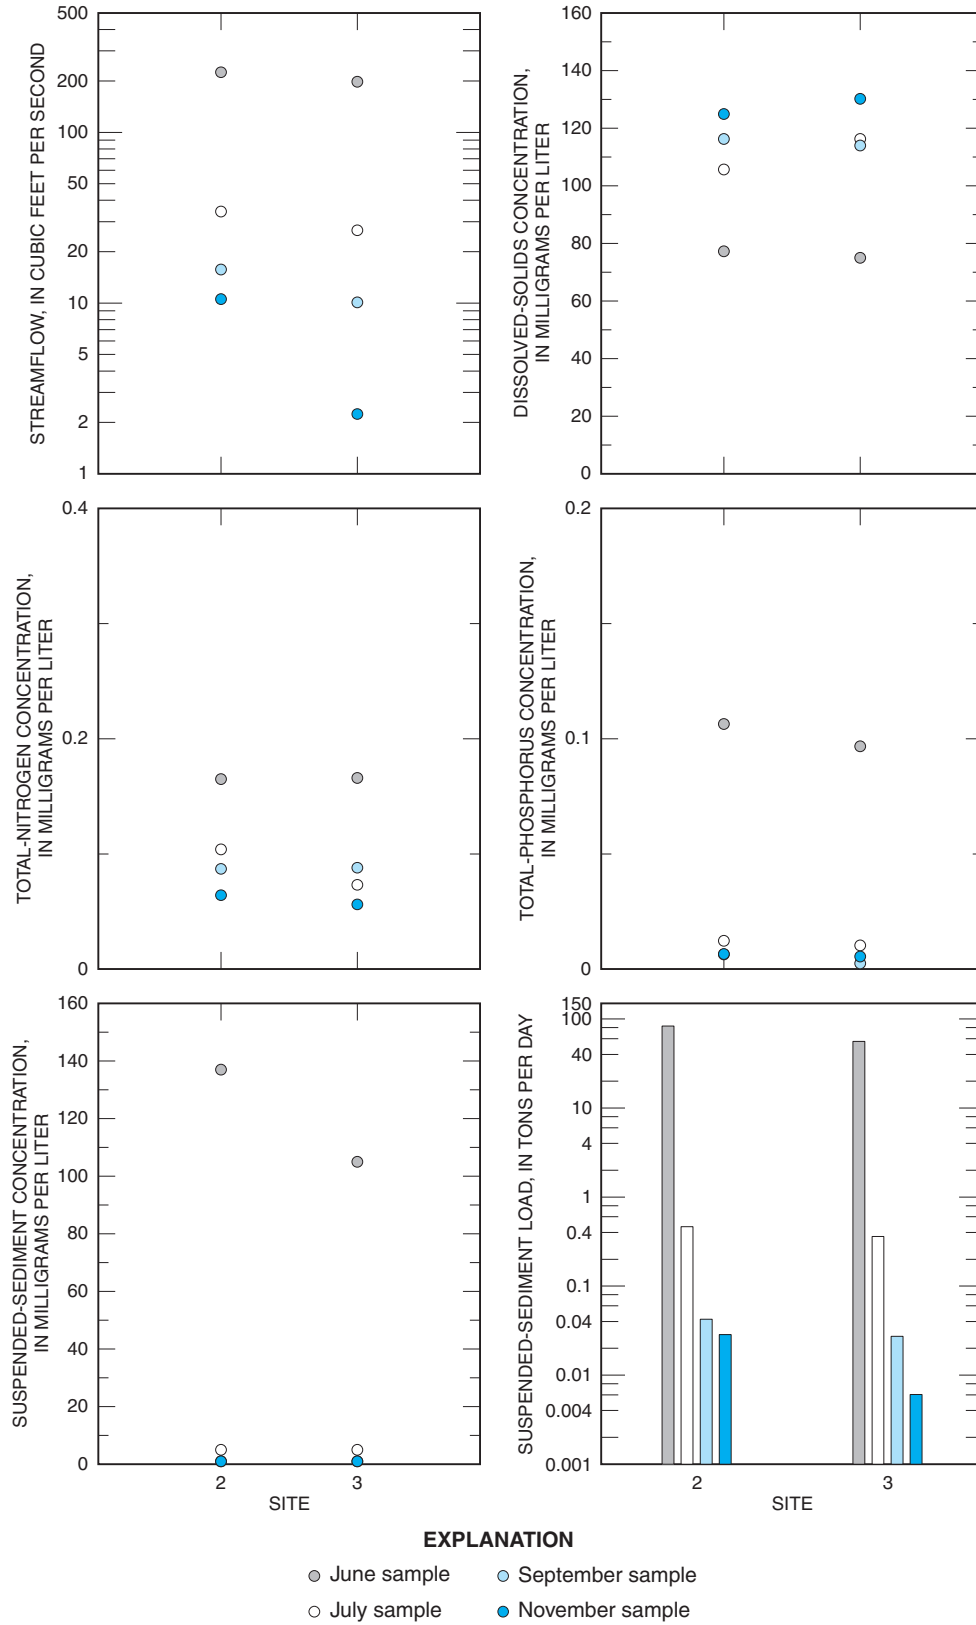 500
200
100
50
20
10
5
2
1
STREAMFLOW, IN CUBIC FEET PER SECOND
160
140
120
100
80
60
40
20
0
DISSOLVED-SOLIDS CONCENTRATION,
IN MILLIGRAMS PER LITER
0.4
0.2
0
TOTAL-NITROGEN CONCENTRATION,
IN MILLIGRAMS PER LITER
0.2
0.1
0
TOTAL-PHOSPHORUS CONCENTRATION,
IN MILLIGRAMS PER LITER
160
140
120
100
80
60
40
20
0
SUSPENDED-SEDIMENT CONCENTRATION,
IN MILLIGRAMS PER LITER
2 3
SITE
150
100
40
10
4
1
0.4
0.1
0.04
0.01
0.004
0.001
SUSPENDED-SEDIMENT LOAD, IN TONS PER DAY
2 3
SITE
EXPLANATION
June sample
July sample
September sample
November sample